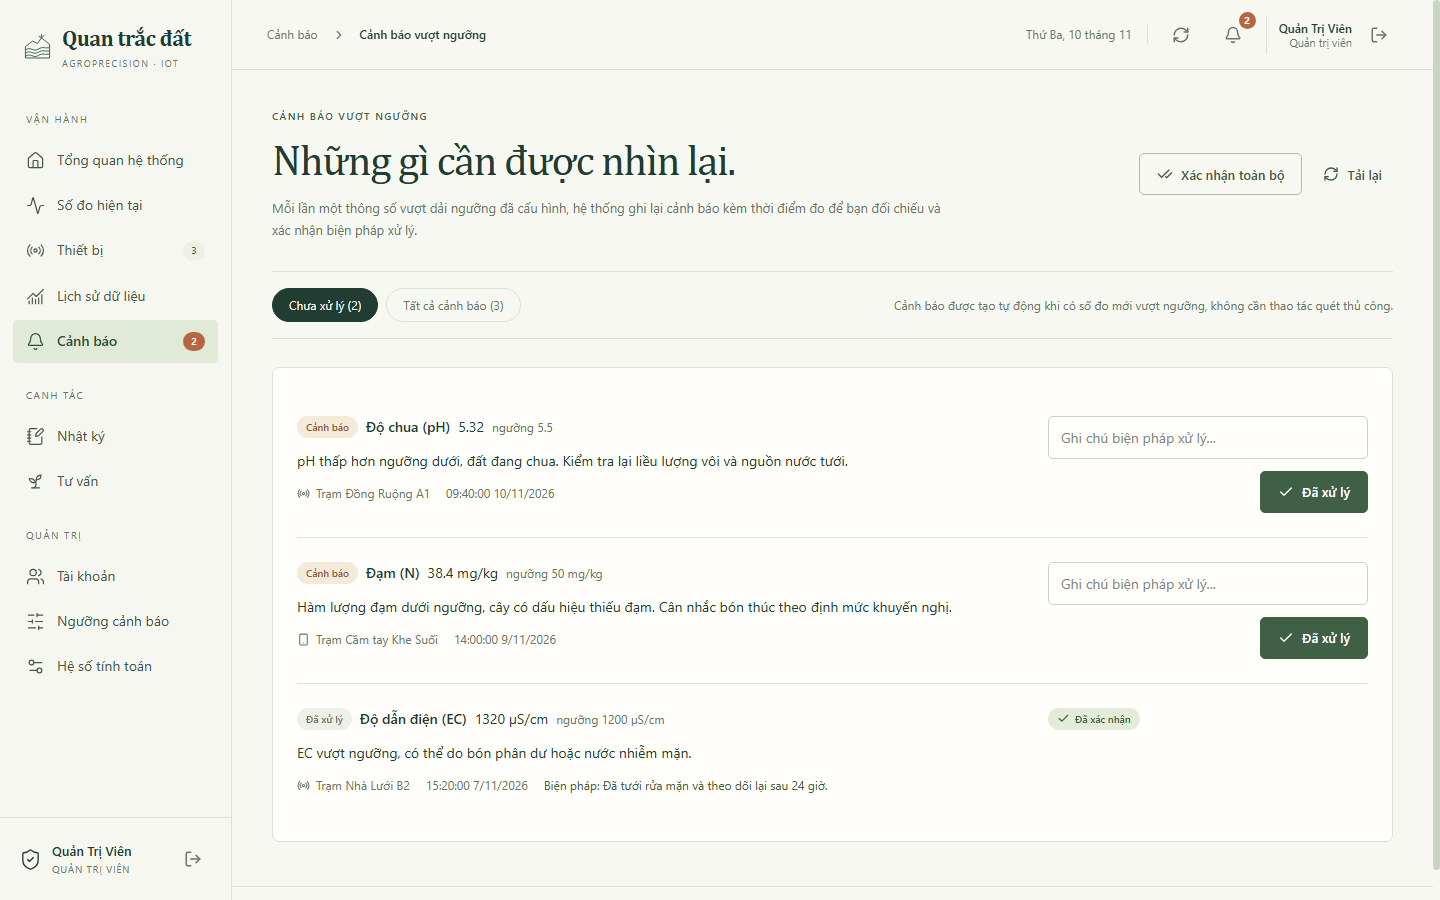 Quan trắc đất
AGROPRECISION · IOT
VẬN HÀNH
Tổng quan hệ thống
Số đo hiện tại
Thiết bị 3
Lịch sử dữ liệu
Cảnh báo 2
CANH TÁC
Nhật ký
Tư vấn
QUẢN TRỊ
Tài khoản
Ngưỡng cảnh báo
Hệ số tính toán
Quản Trị Viên
QUẢN TRỊ VIÊN
Cảnh báo > Cảnh báo vượt ngưỡng
Thứ Ba, 10 tháng 11
2
Quản Trị Viên
Quản trị viên
CẢNH BÁO VƯỢT NGƯỠNG
Những gì cần được nhìn lại.
Mỗi lần một thông số vượt dải ngưỡng đã cấu hình, hệ thống ghi lại cảnh báo kèm thời điểm đo để bạn đối chiếu và
xác nhận biện pháp xử lý.
Xác nhận toàn bộ
Tải lại
Chưa xử lý (2)
Tất cả cảnh báo (3)
Cảnh báo được tạo tự động khi có số đo mới vượt ngưỡng, không cần thao tác quét thủ công.
Cảnh báo Độ chua (pH) 5.32 ngưỡng 5.5
pH thấp hơn ngưỡng dưới, đất đang chua. Kiểm tra lại liều lượng vôi và nguồn nước tưới.
Trạm Đồng Ruộng A1 09:40:00 10/11/2026
Ghi chú biện pháp xử lý...
Đã xử lý
Cảnh báo Đạm (N) 38.4 mg/kg ngưỡng 50 mg/kg
Hàm lượng đạm dưới ngưỡng, cây có dấu hiệu thiếu đạm. Cân nhắc bón thúc theo định mức khuyến nghị.
Trạm Cầm tay Khe Suối 14:00:00 9/11/2026
Ghi chú biện pháp xử lý...
Đã xử lý
Đã xử lý Độ dẫn điện (EC) 1320 µS/cm ngưỡng 1200 µS/cm
EC vượt ngưỡng, có thể do bón phân dư hoặc nước nhiễm mặn.
Trạm Nhà Lưới B2 15:20:00 7/11/2026 Biện pháp: Đã tưới rửa mặn và theo dõi lại sau 24 giờ.
Đã xác nhận